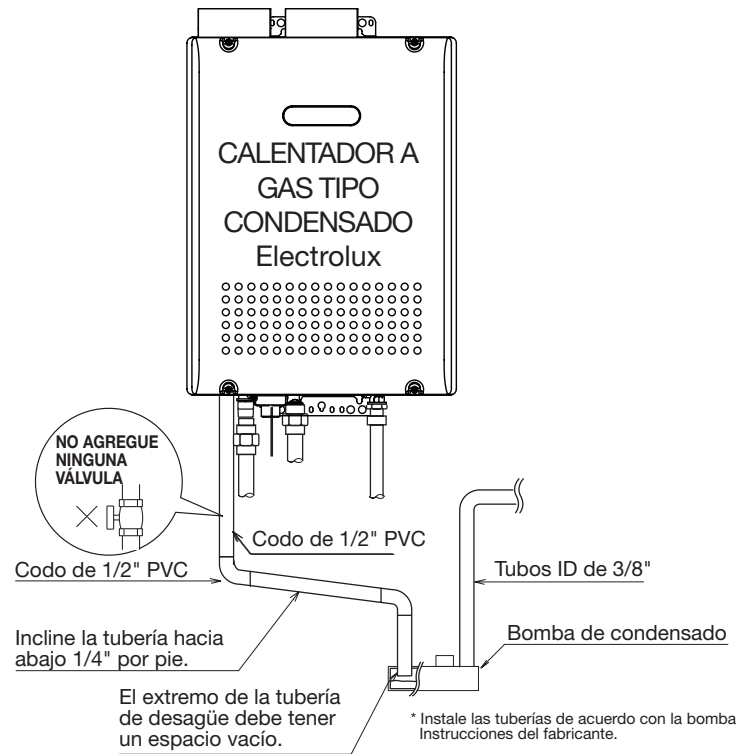 CALENTADOR A
GAS TIPO
CONDENSADO
Electrolux
NO AGREGUE
NINGUNA
VÁLVULA
Codo de 1/2" PVC
Codo de 1/2" PVC
Tubos ID de 3/8"
Incline la tubería hacia
abajo 1/4" por pie.
Bomba de condensado
El extremo de la tubería
de desagüe debe tener
un espacio vacío.
* Instale las tuberías de acuerdo con la bomba
Instrucciones del fabricante.